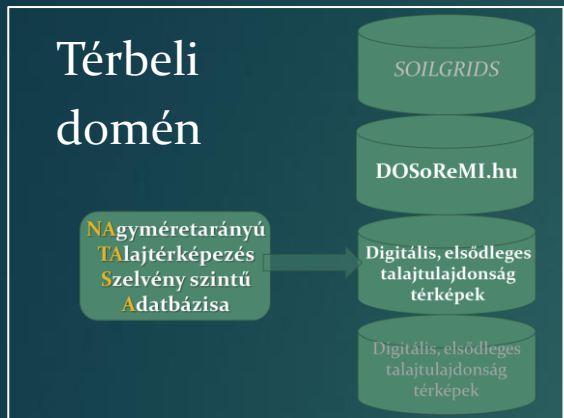 Térbeli
domén
SOILGRIDS
DOSoReMI.hu
NAgyméretarányú
TAlajtérképezés
Szelvény szintű
Adatbázisa
Digitális, elsődleges
talajtulajdonság
térképek
Digitális, elsődleges
talajtulajdonság
térképek